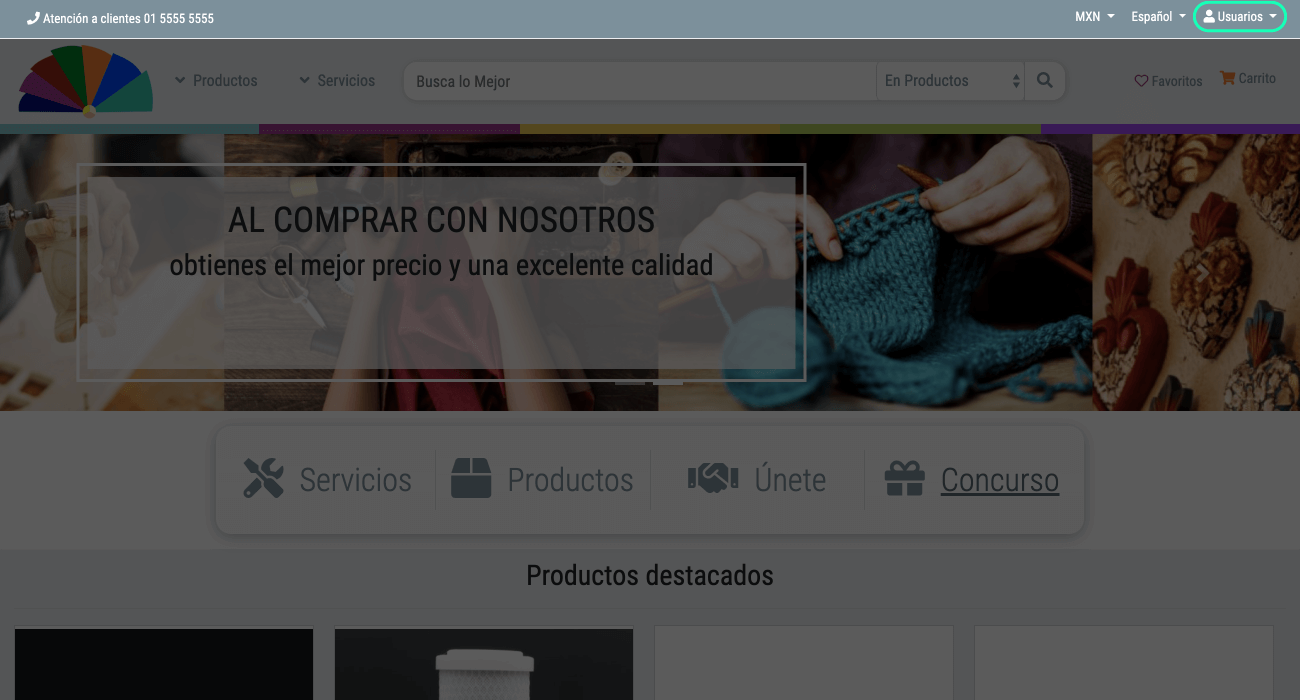 Atención a clientes 01 5555 5555
MXN
Español
Usuarios
Productos
Servicios
Busca lo Mejor
En Productos
Favoritos
Carrito
AL COMPRAR CON NOSOTROS
obtienes el mejor precio y una excelente calidad
Servicios
Productos
Únete
Concurso
Productos destacados